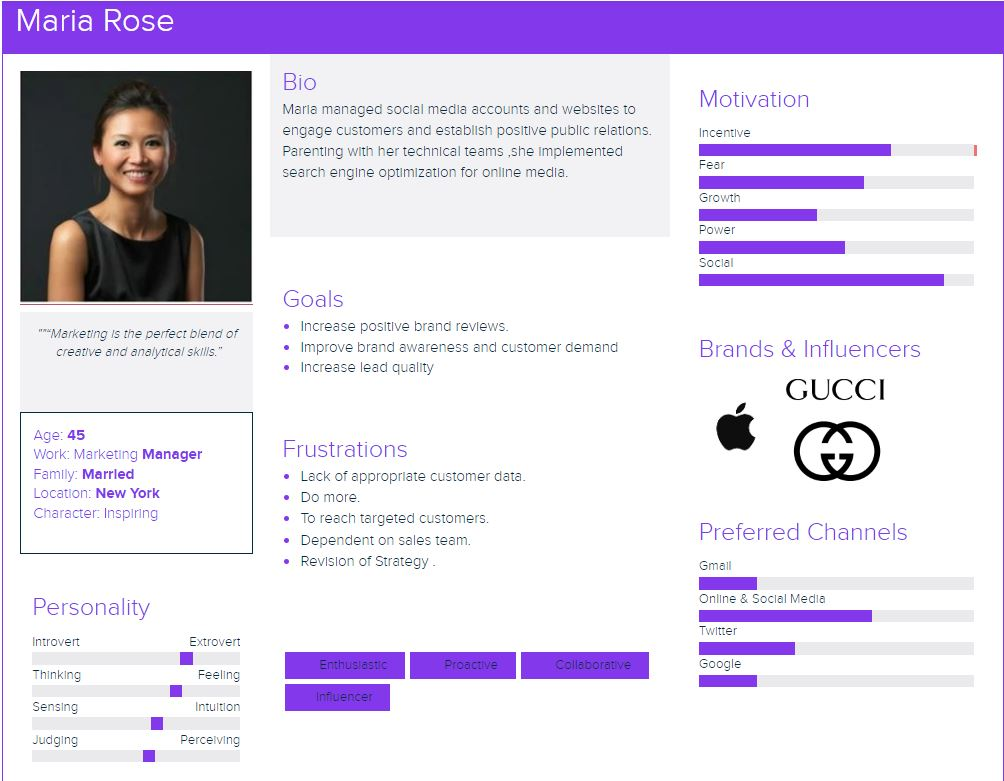 Maria Rose
"""“Marketing is the perfect blend of
creative and analytical skills.”
Age: 45
Work: Marketing Manager
Family: Married
Location: New York
Character: Inspiring
Personality
Introvert Extrovert
Thinking Feeling
Sensing Intuition
Judging Perceiving
Bio
Maria managed social media accounts and websites to
engage customers and establish positive public relations.
Parenting with her technical teams ,she implemented
search engine optimization for online media.
Goals
Increase positive brand reviews.
Improve brand awareness and customer demand
Increase lead quality
Frustrations
Lack of appropriate customer data.
Do more.
To reach targeted customers.
Dependent on sales team.
Revision of Strategy .
Enthusiastic Proactive Collaborative
Influencer
Motivation
Incentive
Fear
Growth
Power
Social
Brands & Influencers
GUCCI
Preferred Channels
Gmail
Online & Social Media
Twitter
Google